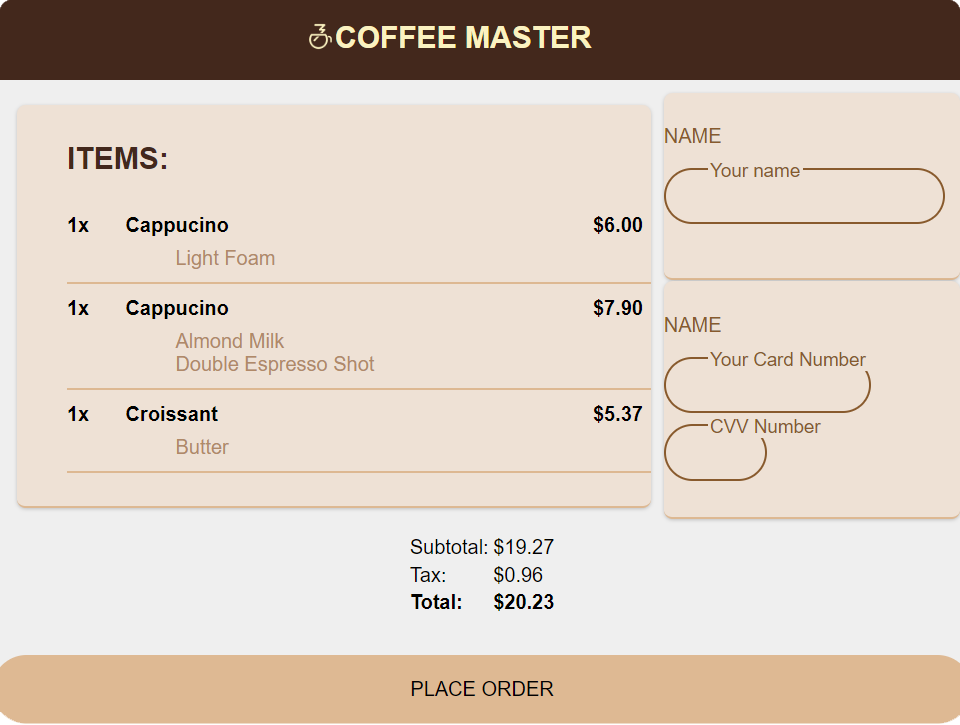 COFFEE MASTER
ITEMS:
1x Cappucino $6.00
Light Foam
1x Cappucino $7.90
Almond Milk
Double Espresso Shot
1x Croissant $5.37
Butter
NAME
Your name
NAME
Your Card Number
CVV Number
Subtotal: $19.27
Tax: $0.96
Total: $20.23
PLACE ORDER